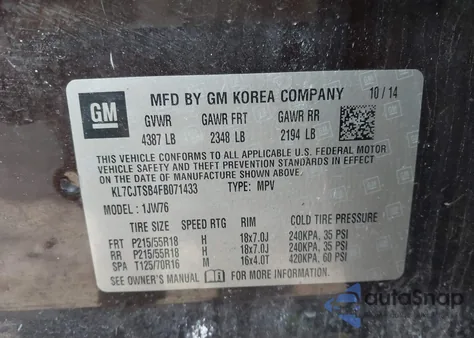 GM MFD BY GM KOREA COMPANY 10/14
GVWR GAWR FRT GAWR RR
4387 LB 2348 LB 2194 LB
THIS VEHICLE CONFORMS TO ALL APPLICABLE U.S. FEDERAL MOTOR
VEHICLE SAFETY, BUMPER, AND THEFT PREVENTION STANDARDS IN
EFFECT ON THE DATE OF MANUFACTURE SHOWN ABOVE.
KL7CJTSB4FB071433 TYPE: MPV
MODEL: 1JW76
TIRE SIZE SPEED RTG RIM COLD TIRE PRESSURE
FRT P215/55R18 H 18x7.0J 240KPA, 35 PSI
RR P215/55R18 H 18x7.0J 240KPA, 35 PSI
SPA T125/70R16 M 16x4.0T 420KPA, 60 PSI
SEE OWNER'S MANUAL FOR MORE INFORMATION.
autoSnap